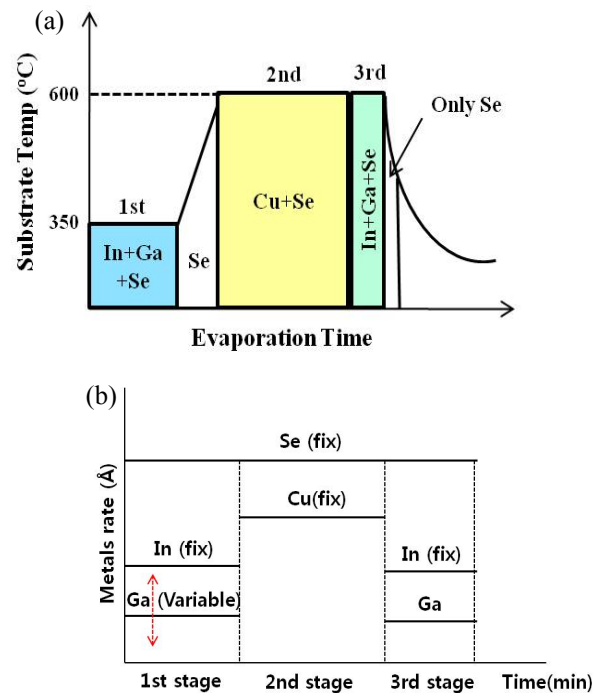 (a)
Substrate Temp (°C)
600
350
1st
2nd
3rd
Only Se
In+Ga
+Se
Se
Cu+Se
In+Ga+Se
Evaporation Time
(b)
Metals rate (Å)
Se (fix)
Cu(fix)
In (fix)
In (fix)
Ga (Variable)
Ga
1st stage
2nd stage
3rd stage
Time(min)